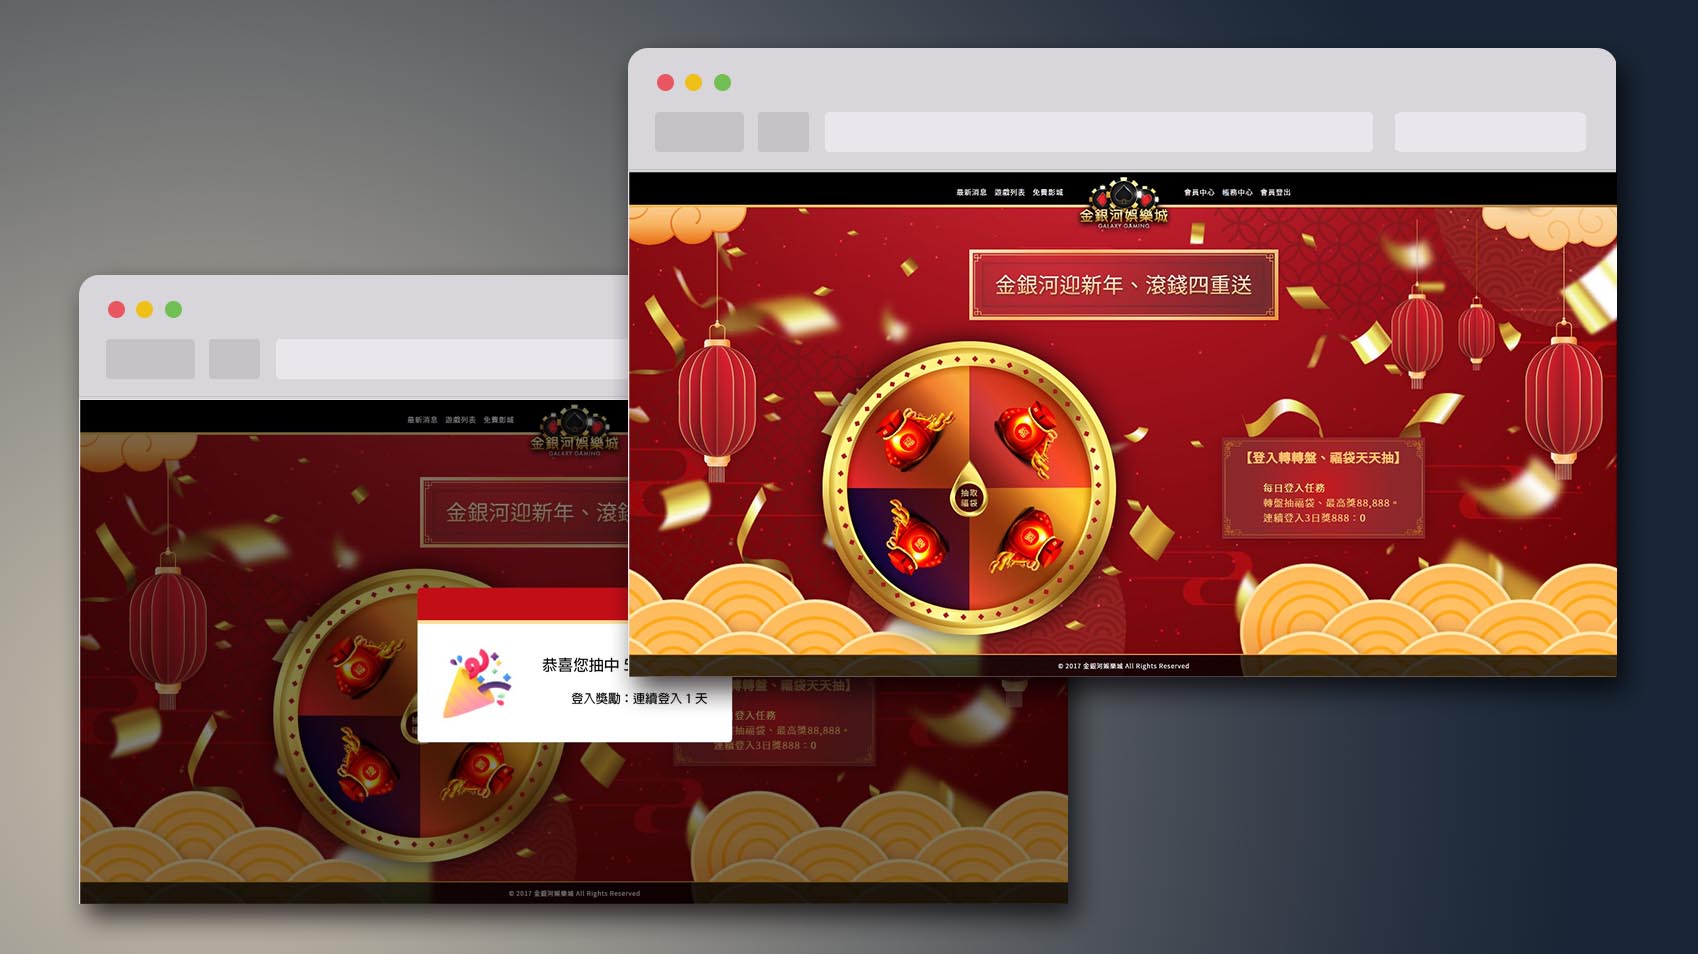 最新消息 遊戲列表 免費影城
金銀河娛樂城
GALAXY GAMING
會員中心 帳務中心 會員登出
金銀河迎新年、滾錢四重送
抽取
福袋
【登入轉轉盤、福袋天天抽】
每日登入任務
轉盤抽福袋、最高獎88,888。
連續登入3日獎888：0
© 2017 金銀河娛樂城 All Rights Reserved
最新消息 遊戲列表 免費影城
金銀河娛樂城
GALAXY GAMING
金銀河迎新年、滾
恭喜您抽中
登入獎勵：連續登入 1 天
轉盤、福袋天天抽】
登入任務
抽福袋、最高獎88,888。
連續登入3日獎888：0
© 2017 金銀河娛樂城 All Rights Reserved